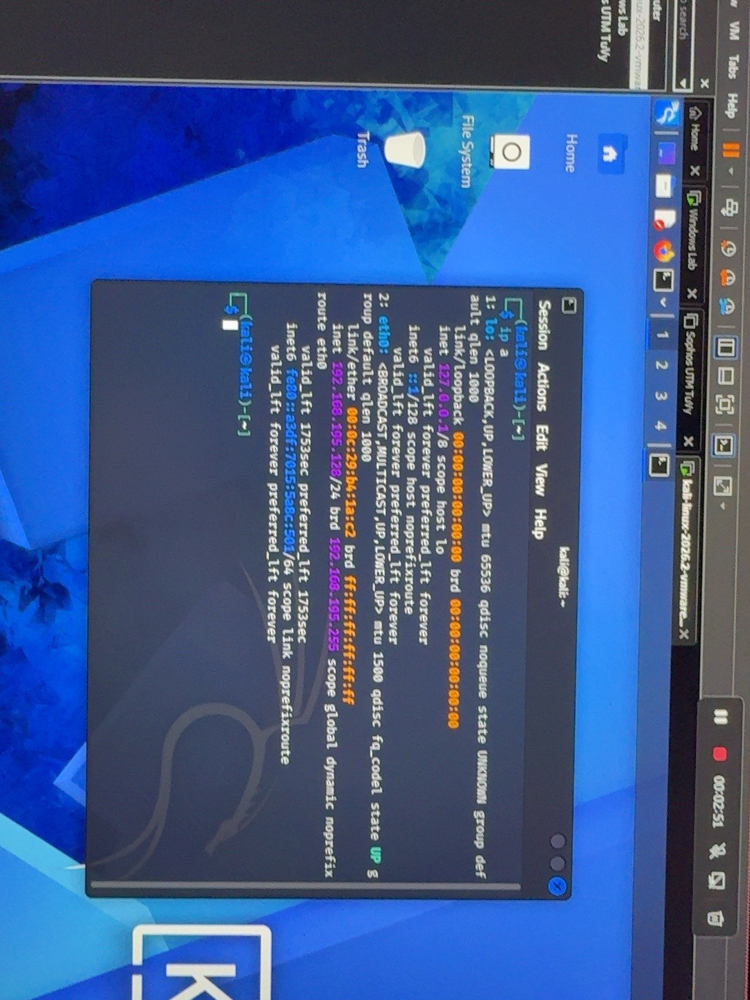 VM Tabs Help
search
Home
Windows Lab
Sophos UTM TuVy
kali-linux-2026.2-vmware...
00:02:51
1 2 3 4
ws Lab
s UTM TuVy
Home
File System
Trash
kali@kali: ~
Session Actions Edit View Help
┌──(kali㉿kali)-[~]
└─$ ip a
1: lo: <LOOPBACK,UP,LOWER_UP> mtu 65536 qdisc noqueue state UNKNOWN group def
ault qlen 1000
link/loopback 00:00:00:00:00:00 brd 00:00:00:00:00:00
inet 127.0.0.1/8 scope host lo
valid_lft forever preferred_lft forever
inet6 ::1/128 scope host noprefixroute
valid_lft forever preferred_lft forever
2: eth0: <BROADCAST,MULTICAST,UP,LOWER_UP> mtu 1500 qdisc fq_codel state UP g
roup default qlen 1000
link/ether 00:0c:29:b4:1a:c2 brd ff:ff:ff:ff:ff:ff
inet 192.168.195.128/24 brd 192.168.195.255 scope global dynamic noprefix
route eth0
valid_lft 1753sec preferred_lft 1753sec
inet6 fe80::a3df:7015:5a8c:501/64 scope link noprefixroute
valid_lft forever preferred_lft forever
┌──(kali㉿kali)-[~]
└─$
K